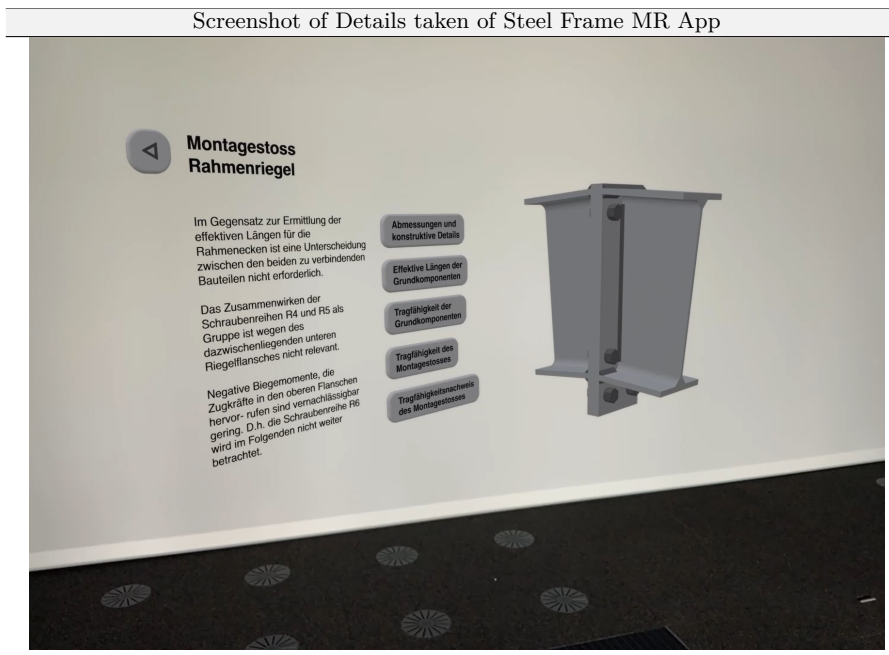 Screenshot of Details taken of Steel Frame MR App
Montagestoss
Rahmenriegel
Im Gegensatz zur Ermittlung der
effektiven Längen für die
Rahmenecken ist eine Unterscheidung
zwischen den beiden zu verbindenden
Bauteilen nicht erforderlich.
Das Zusammenwirken der
Schraubenreihen R4 und R5 als
Gruppe ist wegen des
dazwischenliegenden unteren
Riegelflansches nicht relevant.
Negative Biegemomente, die
Zugkräfte in den oberen Flanschen
hervor- rufen sind vernachlässigbar
gering. D.h. die Schraubenreihe R6
wird im Folgenden nicht weiter
betrachtet.
Abmessungen und
konstruktive Details
Effektive Längen der
Grundkomponenten
Tragfähigkeit der
Grundkomponenten
Tragfähigkeit des
Montagestosses
Tragfähigkeitsnachweis
des Montagestosses